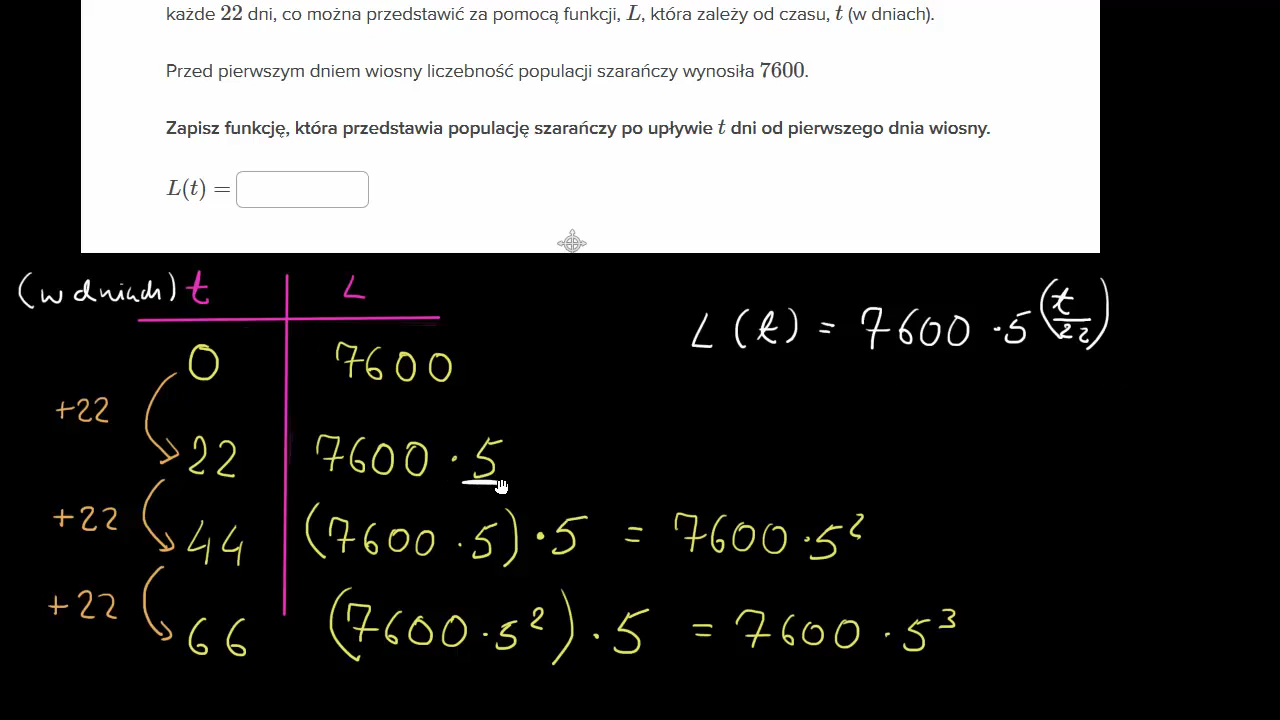 każde 22 dni, co można przedstawić za pomocą funkcji, L, która zależy od czasu, t (w dniach).
Przed pierwszym dniem wiosny liczebność populacji szarańczy wynosiła 7600.
Zapisz funkcję, która przedstawia populację szarańczy po upływie t dni od pierwszego dnia wiosny.
L(t) =
(w dniach) t L
L(t) = 7600 · 5^(t/22)
0 7600
+22
22 7600 · 5
+22
44 (7600 · 5) · 5 = 7600 · 5²
+22
66 (7600 · 5²) · 5 = 7600 · 5³